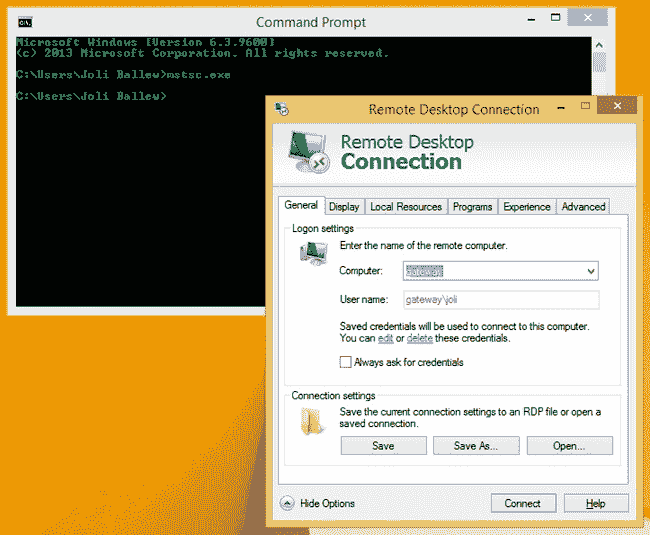 Command Prompt
Microsoft Windows [Version 6.3.9600]
(c) 2013 Microsoft Corporation. All rights reserved.
C:\Users\Joli Ballew>mstsc.exe
C:\Users\Joli Ballew>
Remote Desktop Connection
Remote Desktop
Connection
General Display Local Resources Programs Experience Advanced
Logon settings
Enter the name of the remote computer.
Computer: gateway
User name: gateway\joli
Saved credentials will be used to connect to this computer.
You can edit or delete these credentials.
Always ask for credentials
Connection settings
Save the current connection settings to an RDP file or open a
saved connection.
Save Save As... Open...
Hide Options Connect Help